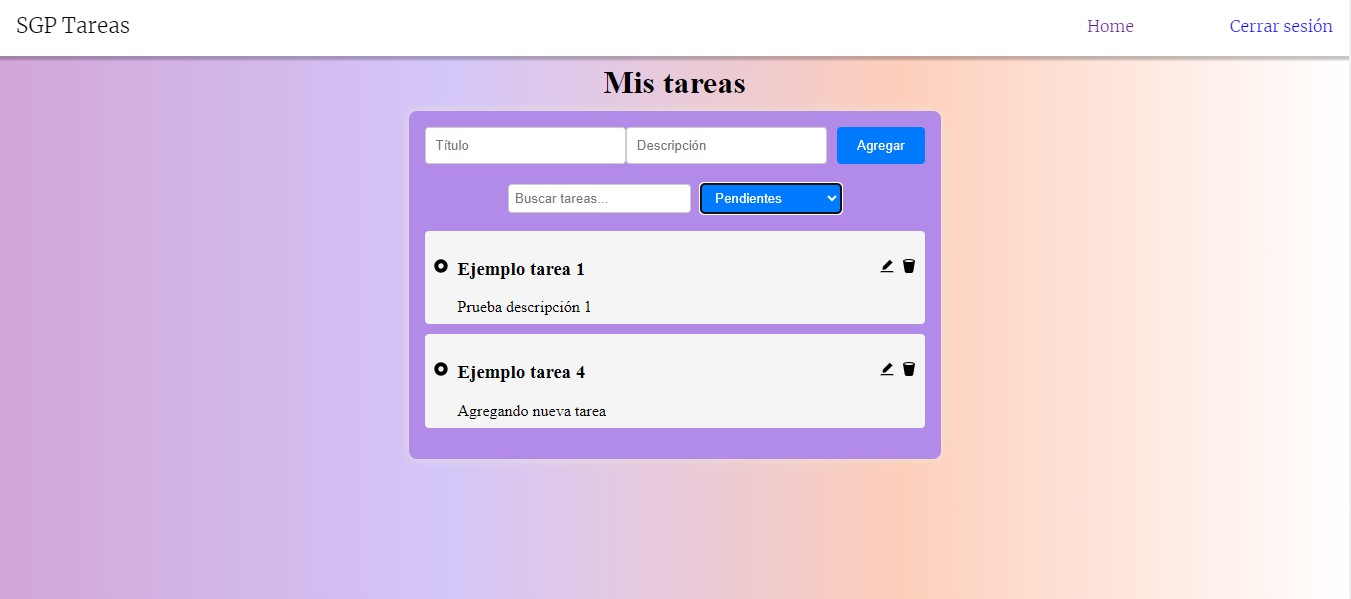 SGP Tareas
Home
Cerrar sesión
Mis tareas
Título
Descripción
Agregar
Buscar tareas...
Pendientes
Ejemplo tarea 1
Prueba descripción 1
Ejemplo tarea 4
Agregando nueva tarea